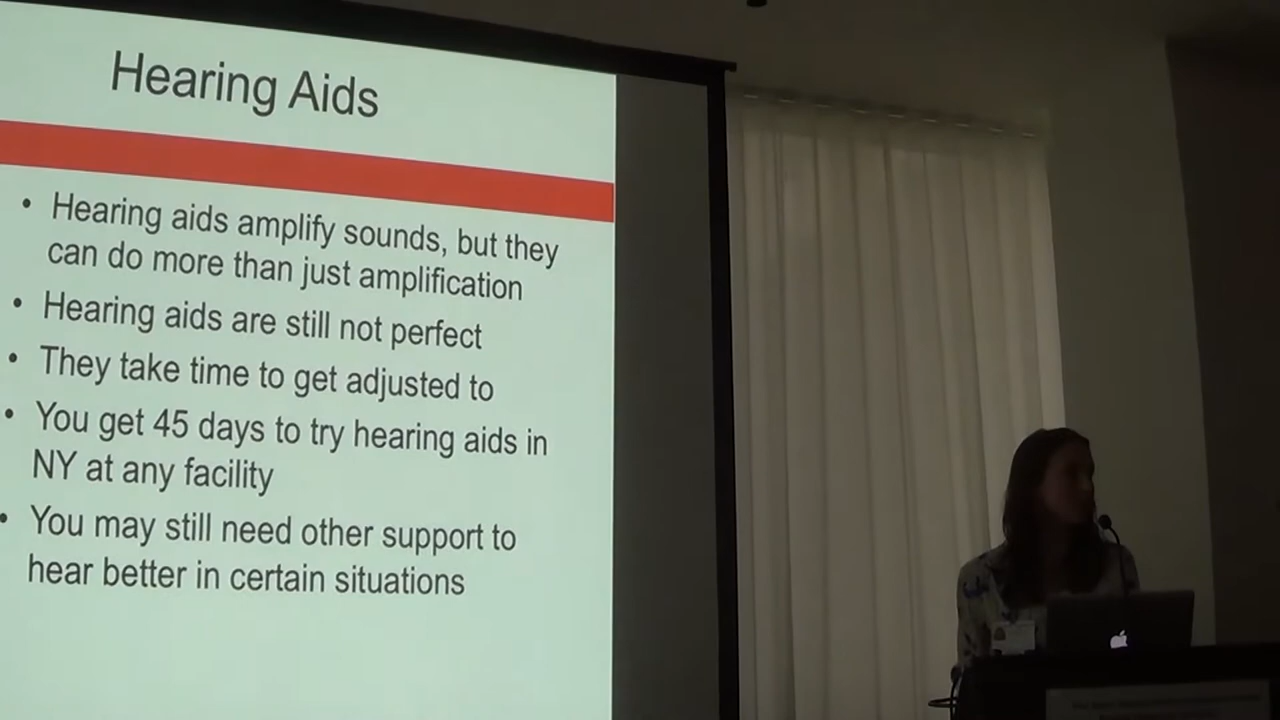 Hearing Aids
• Hearing aids amplify sounds, but they
can do more than just amplification
• Hearing aids are still not perfect
• They take time to get adjusted to
• You get 45 days to try hearing aids in
NY at any facility
• You may still need other support to
hear better in certain situations